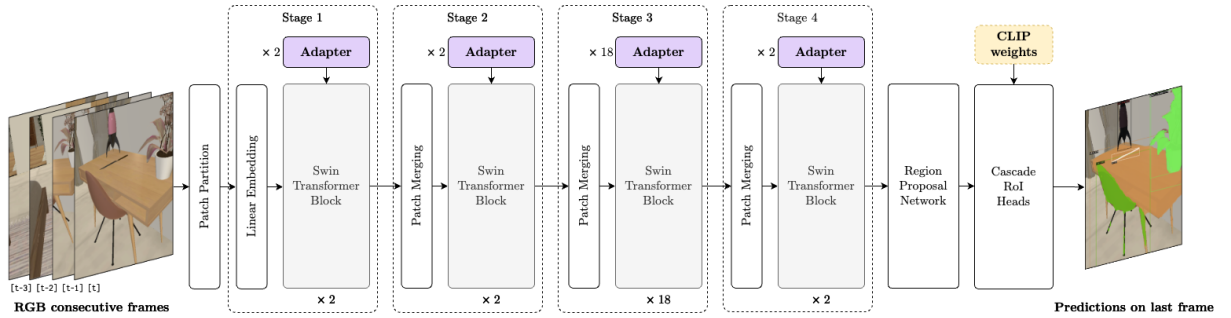 Stage 1
Stage 2
Stage 3
Stage 4
× 2
Adapter
× 2
Adapter
× 18
Adapter
× 2
Adapter
CLIP
weights
Patch Partition
Linear Embedding
Swin
Transformer
Block
Patch Merging
Swin
Transformer
Block
Patch Merging
Swin
Transformer
Block
Patch Merging
Swin
Transformer
Block
Region
Proposal
Network
Cascade
RoI
Heads
[t-3] [t-2] [t-1] [t]
× 2
× 2
× 18
× 2
RGB consecutive frames
Predictions on last frame